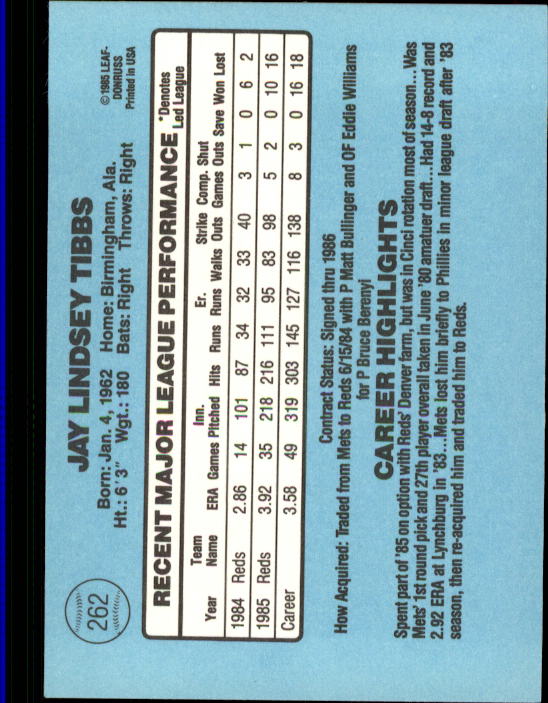 262
JAY LINDSEY TIBBS
Born: Jan. 4, 1962 Home: Birmingham, Ala.
Ht.: 6'3" Wgt.: 180 Bats: Right Throws: Right
© 1985 LEAF-
DONRUSS
Printed in USA
RECENT MAJOR LEAGUE PERFORMANCE
*Denotes
Led League
Team Inn. Er. Strike Comp. Shut
Year Name ERA Games Pitched Hits Runs Runs Walks Outs Games Outs Save Won Lost
1984 Reds 2.86 14 101 87 34 32 33 40 3 1 0 6 2
1985 Reds 3.92 35 218 216 111 95 83 98 5 2 0 10 16
Career 3.58 49 319 303 145 127 116 138 8 3 0 16 18
Contract Status: Signed thru 1986
How Acquired: Traded from Mets to Reds 6/15/84 with P Matt Bullinger and OF Eddie Williams
for P Bruce Berenyi
CAREER HIGHLIGHTS
Spent part of '85 on option with Reds' Denver farm, but was in Cinci rotation most of season...Was
Mets' 1st round pick and 27th player overall taken in June '80 amatuer draft...Had 14-8 record and
2.92 ERA at Lynchburg in '83...Mets lost him briefly to Phillies in minor league draft after '83
season, then re-acquired him and traded him to Reds.